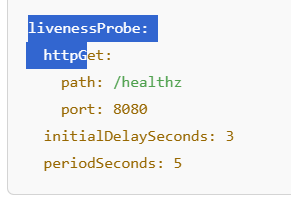 livenessProbe:
  httpGet:
    path: /healthz
    port: 8080
  initialDelaySeconds: 3
  periodSeconds: 5